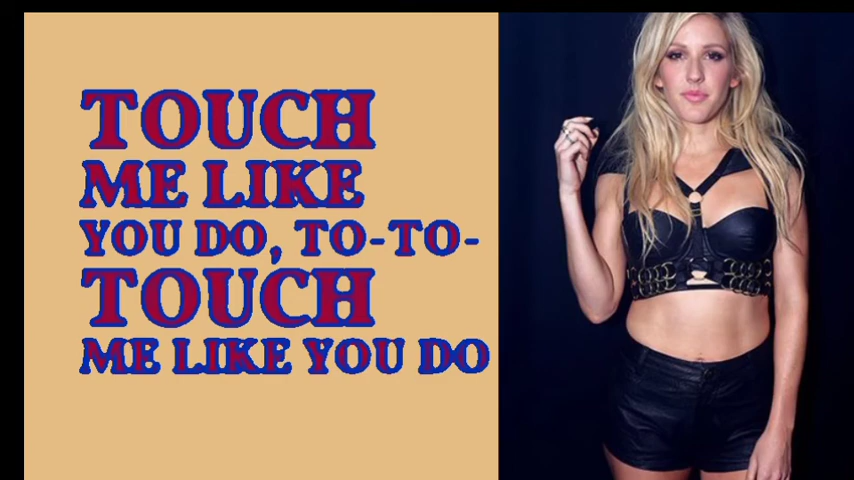 TOUCH
ME LIKE
YOU DO, TO-TO-
TOUCH
ME LIKE YOU DO